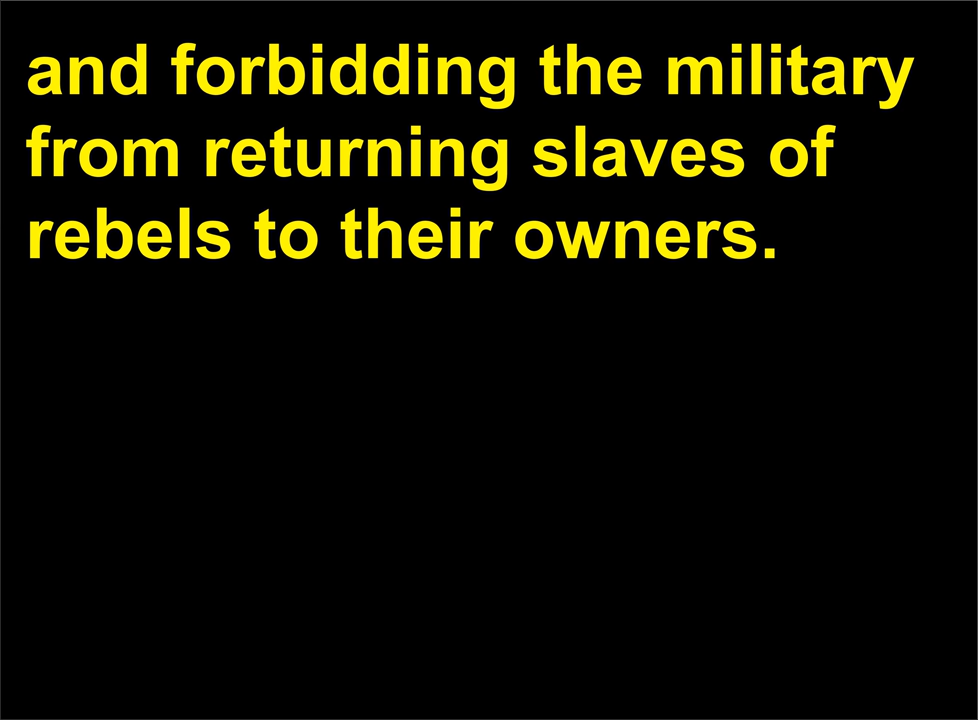 and forbidding the military
from returning slaves of
rebels to their owners.